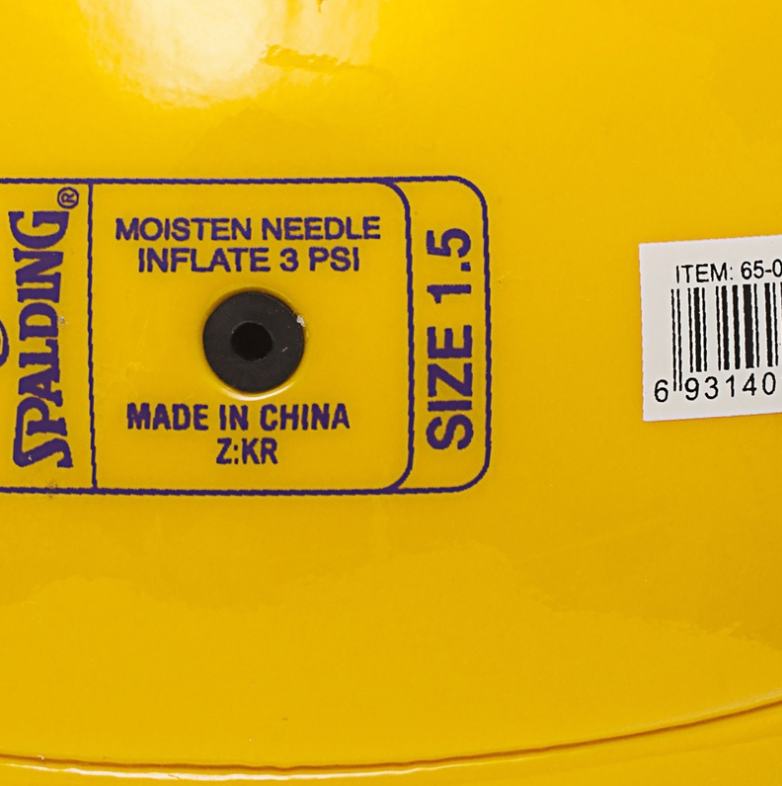 SPALDING®
MOISTEN NEEDLE
INFLATE 3 PSI
MADE IN CHINA
Z:KR
SIZE 1.5
ITEM: 65-0
6 93140